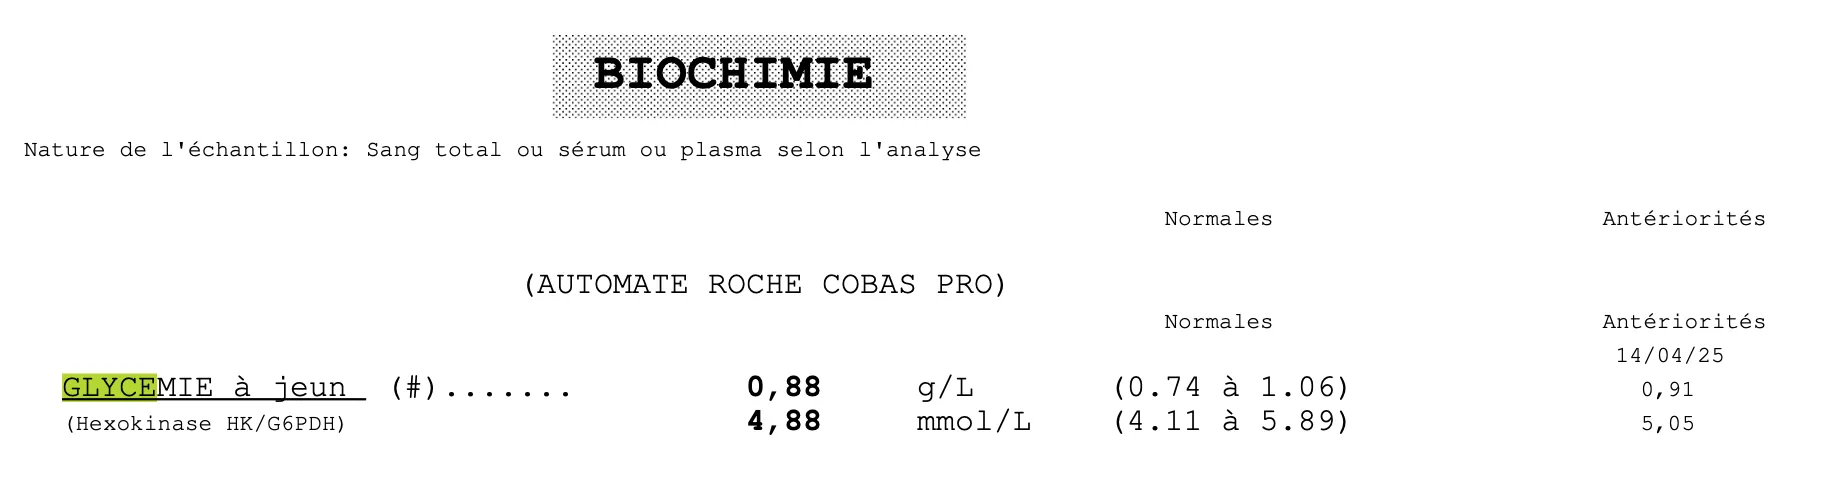 BIOCHIMIE
Nature de l'échantillon: Sang total ou sérum ou plasma selon l'analyse
Normales Antériorités
(AUTOMATE ROCHE COBAS PRO)
Normales Antériorités
14/04/25
GLYCEMIE à jeun (#)....... 0,88 g/L (0.74 à 1.06) 0,91
(Hexokinase HK/G6PDH) 4,88 mmol/L (4.11 à 5.89) 5,05